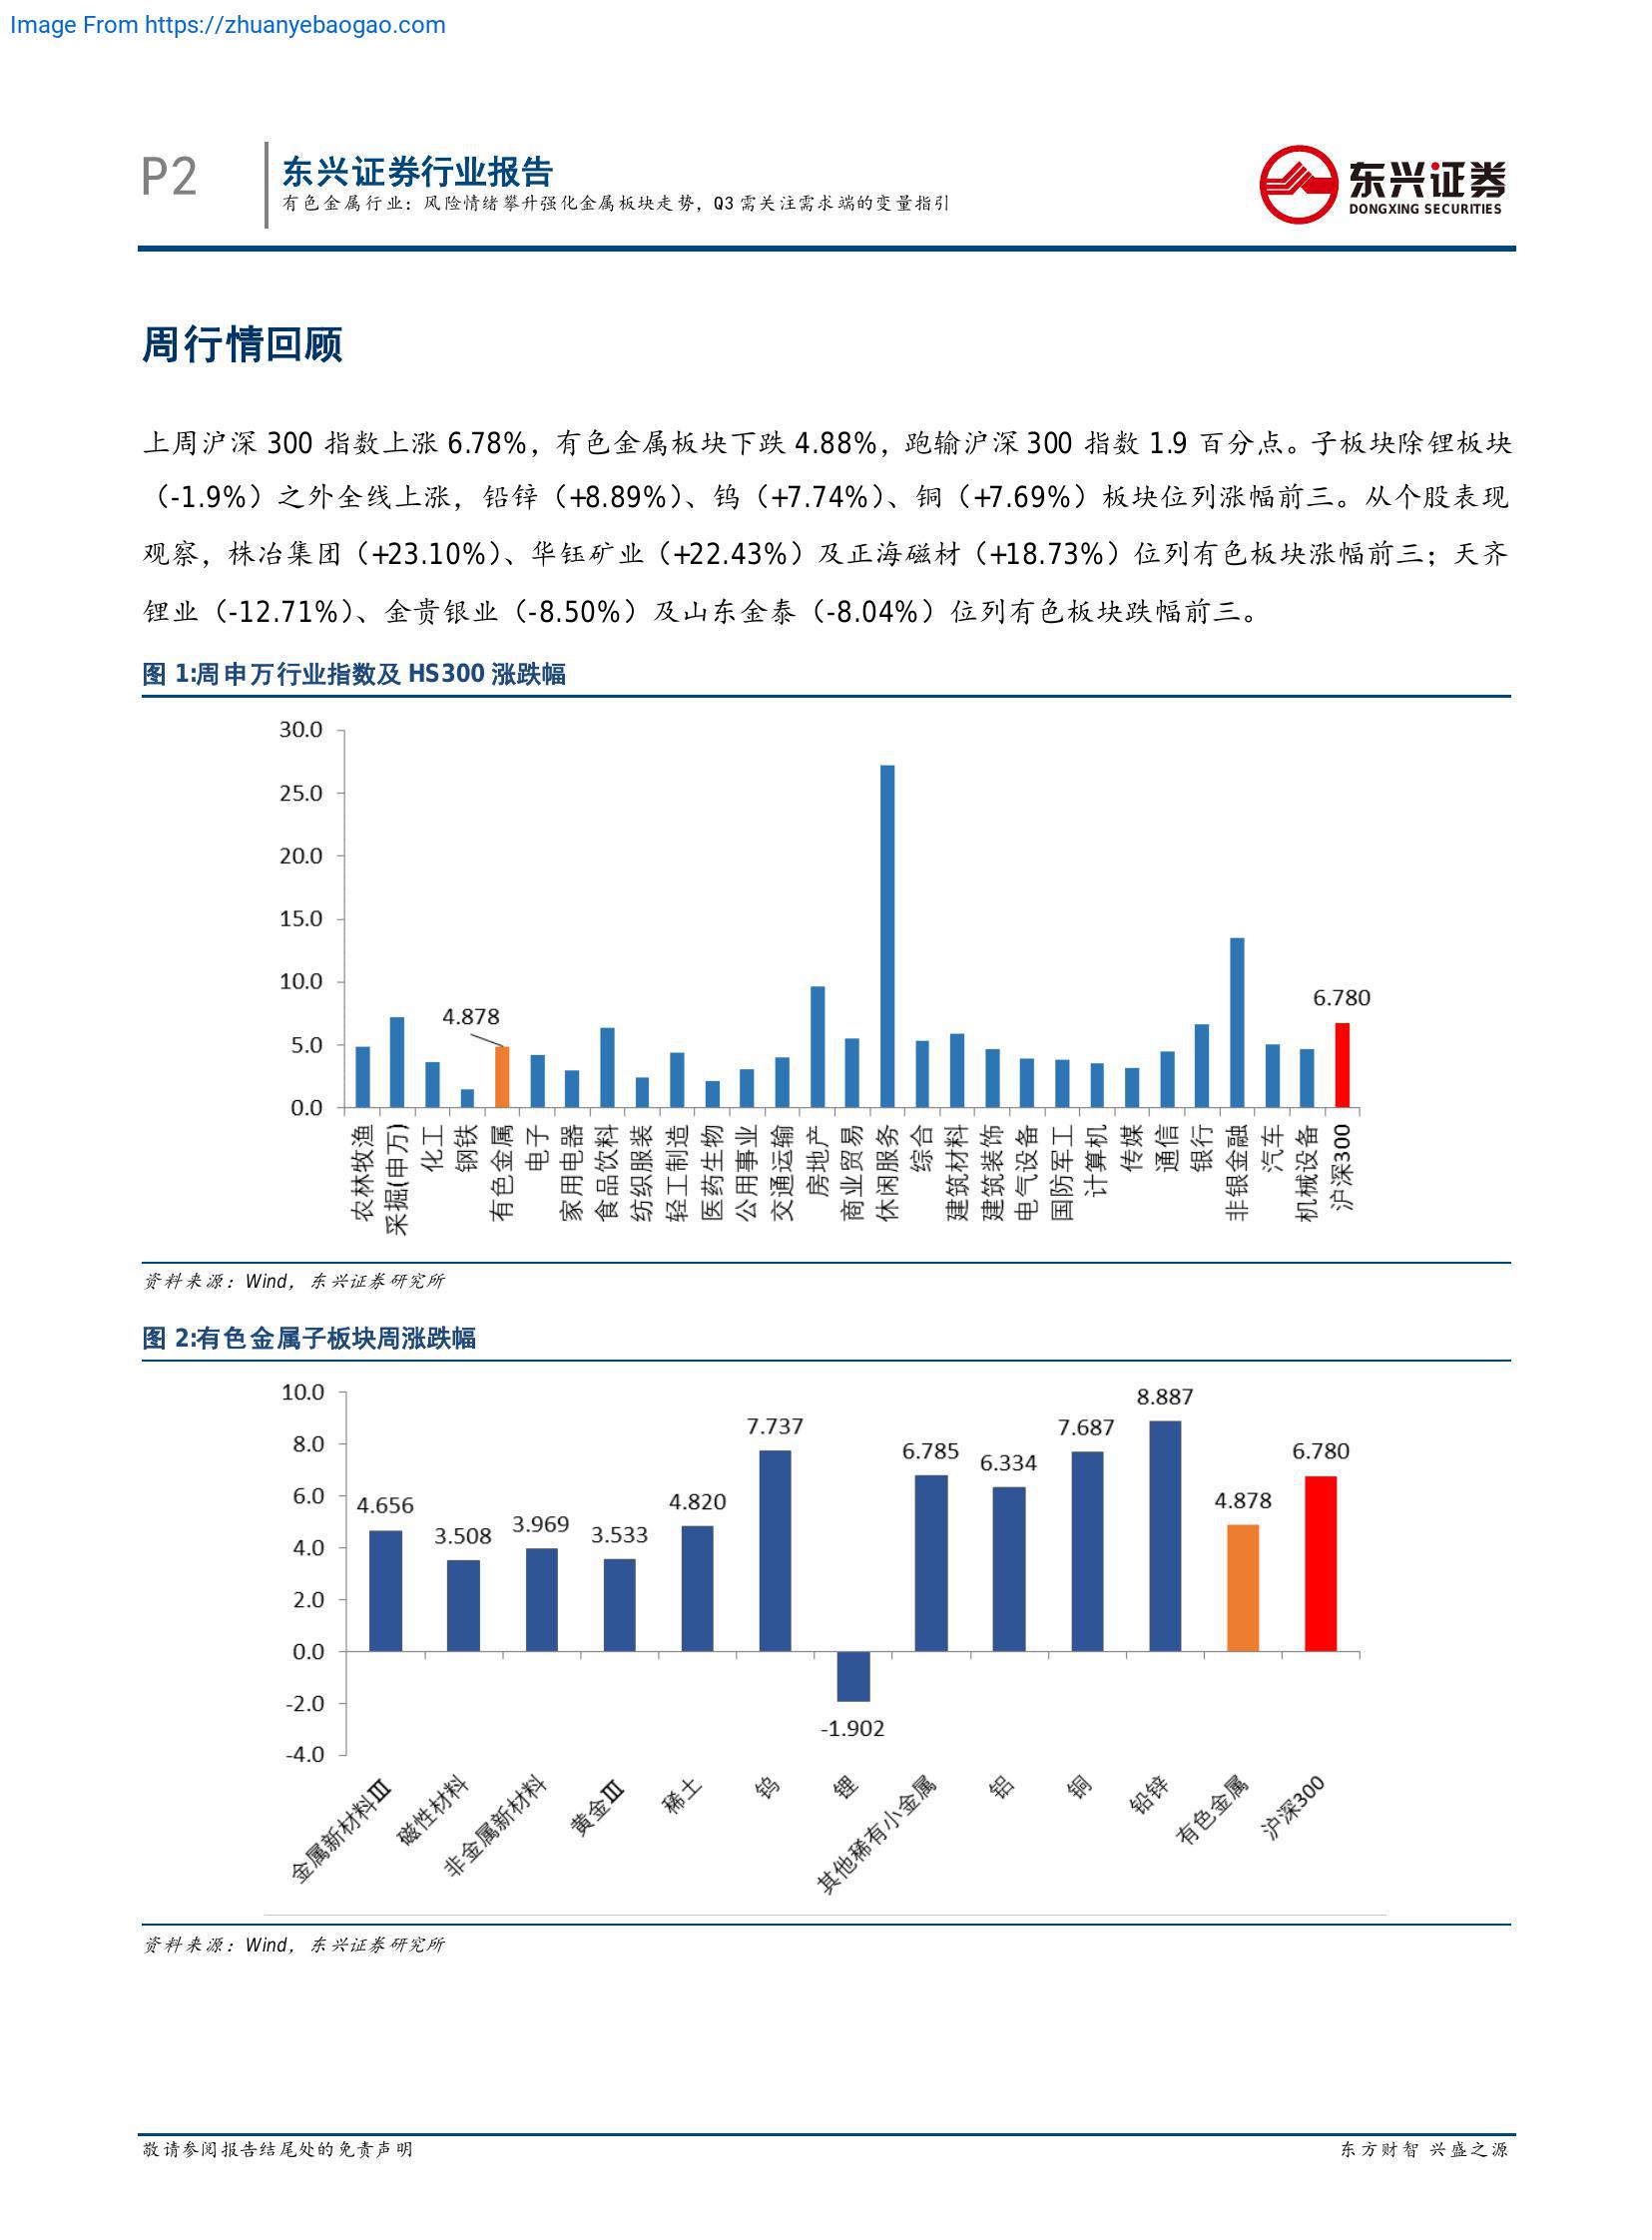 Image From https://zhuanyebaogao.com
P2
东兴证券行业报告
有色金属行业：风险情绪攀升强化金属板块走势，Q3 需关注需求端的变量指引
东兴证券
DONGXING SECURITIES
周行情回顾
上周沪深 300 指数上涨 6.78%，有色金属板块下跌 4.88%，跑输沪深 300 指数 1.9 百分点。子板块除锂板块
（-1.9%）之外全线上涨，铅锌（+8.89%）、钨（+7.74%）、铜（+7.69%）板块位列涨幅前三。从个股表现
观察，株冶集团（+23.10%）、华钰矿业（+22.43%）及正海磁材（+18.73%）位列有色板块涨幅前三；天齐
锂业（-12.71%）、金贵银业（-8.50%）及山东金泰（-8.04%）位列有色板块跌幅前三。
图 1:周申万行业指数及 HS300 涨跌幅
30.0
25.0
20.0
15.0
10.0
5.0
0.0
4.878
6.780
农林牧渔
采掘(申万)
化工
钢铁
有色金属
电子
家用电器
食品饮料
纺织服装
轻工制造
医药生物
公用事业
交通运输
房地产
商业贸易
休闲服务
综合
建筑材料
建筑装饰
电气设备
国防军工
计算机
传媒
通信
银行
非银金融
汽车
机械设备
沪深300
资料来源：Wind，东兴证券研究所
图 2:有色金属子板块周涨跌幅
10.0
8.0
6.0
4.0
2.0
0.0
-2.0
-4.0
4.656
3.508
3.969
3.533
4.820
7.737
-1.902
6.785
6.334
7.687
8.887
4.878
6.780
金属新材料Ⅲ
磁性材料
非金属新材料
黄金Ⅲ
稀土
钨
锂
其他稀有小金属
铝
铜
铅锌
有色金属
沪深300
资料来源：Wind，东兴证券研究所
敬请参阅报告结尾处的免责声明
东方财智 兴盛之源